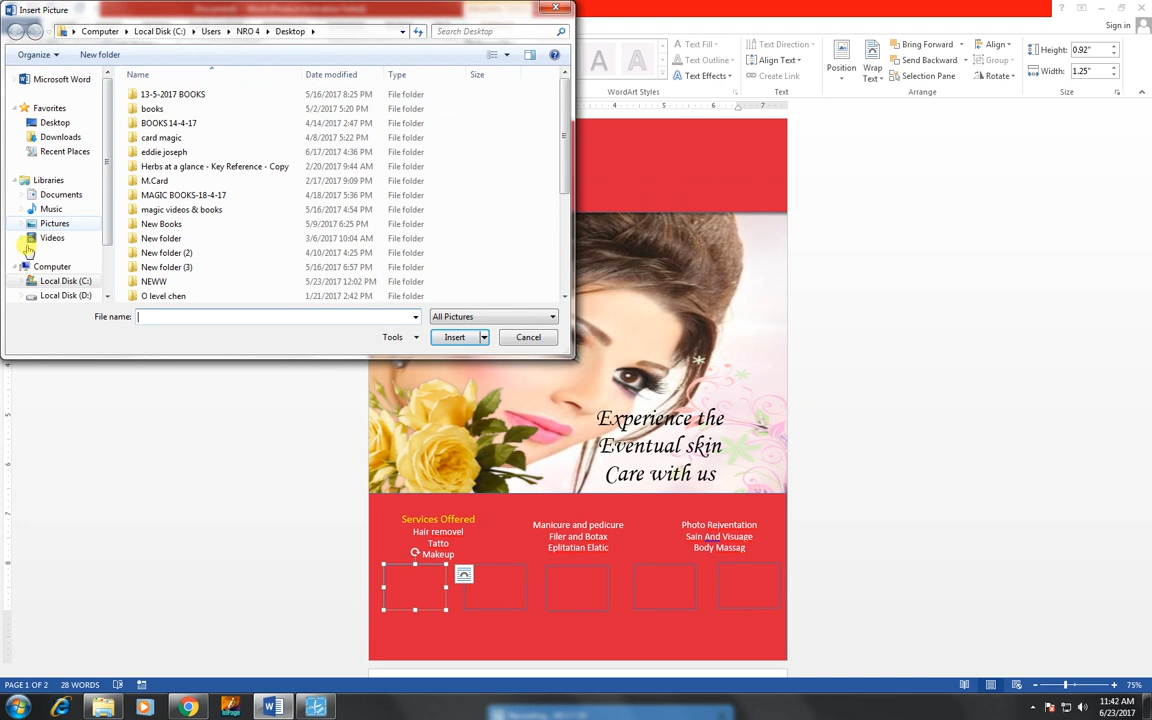 Insert Picture
Computer ▸ Local Disk (C:) ▸ Users ▸ NRO 4 ▸ Desktop ▸
Search Desktop
Sign in
Organize
New folder
Text Fill
Text Outline
Text Effects
Text Direction
Align Text
Create Link
Position
Wrap
Text
Bring Forward
Send Backward
Selection Pane
Align
Group
Rotate
Height: 0.92"
Width: 1.25"
WordArt Styles
Text
Arrange
Size
Microsoft Word
Favorites
Desktop
Downloads
Recent Places
Libraries
Documents
Music
Pictures
Videos
Computer
Local Disk (C:)
Local Disk (D:)
Name Date modified Type Size
13-5-2017 BOOKS 5/16/2017 8:25 PM File folder
books 5/2/2017 5:20 PM File folder
BOOKS 14-4-17 4/14/2017 2:47 PM File folder
card magic 4/8/2017 5:22 PM File folder
eddie joseph 6/17/2017 4:36 PM File folder
Herbs at a glance - Key Reference - Copy 2/20/2017 9:44 AM File folder
M.Card 2/17/2017 9:09 PM File folder
MAGIC BOOKS-18-4-17 4/18/2017 5:36 PM File folder
magic videos & books 5/16/2017 4:54 PM File folder
New Books 5/9/2017 6:25 PM File folder
New folder 3/6/2017 10:04 AM File folder
New folder (2) 4/10/2017 4:25 PM File folder
New folder (3) 5/16/2017 6:57 PM File folder
NEWW 5/23/2017 12:02 PM File folder
O level chen 1/21/2017 2:42 PM File folder
File name:
All Pictures
Tools
Insert
Cancel
4 5 6 7
5
6
7
8
Experience the
Eventual skin
Care with us
Services Offered
Hair removel
Tatto
Makeup
Manicure and pedicure
Filer and Botax
Eplitation Elatic
Photo Rejventation
Sain And Visuage
Body Massag
PAGE 1 OF 2
28 WORDS
75%
11:42 AM
6/23/2017